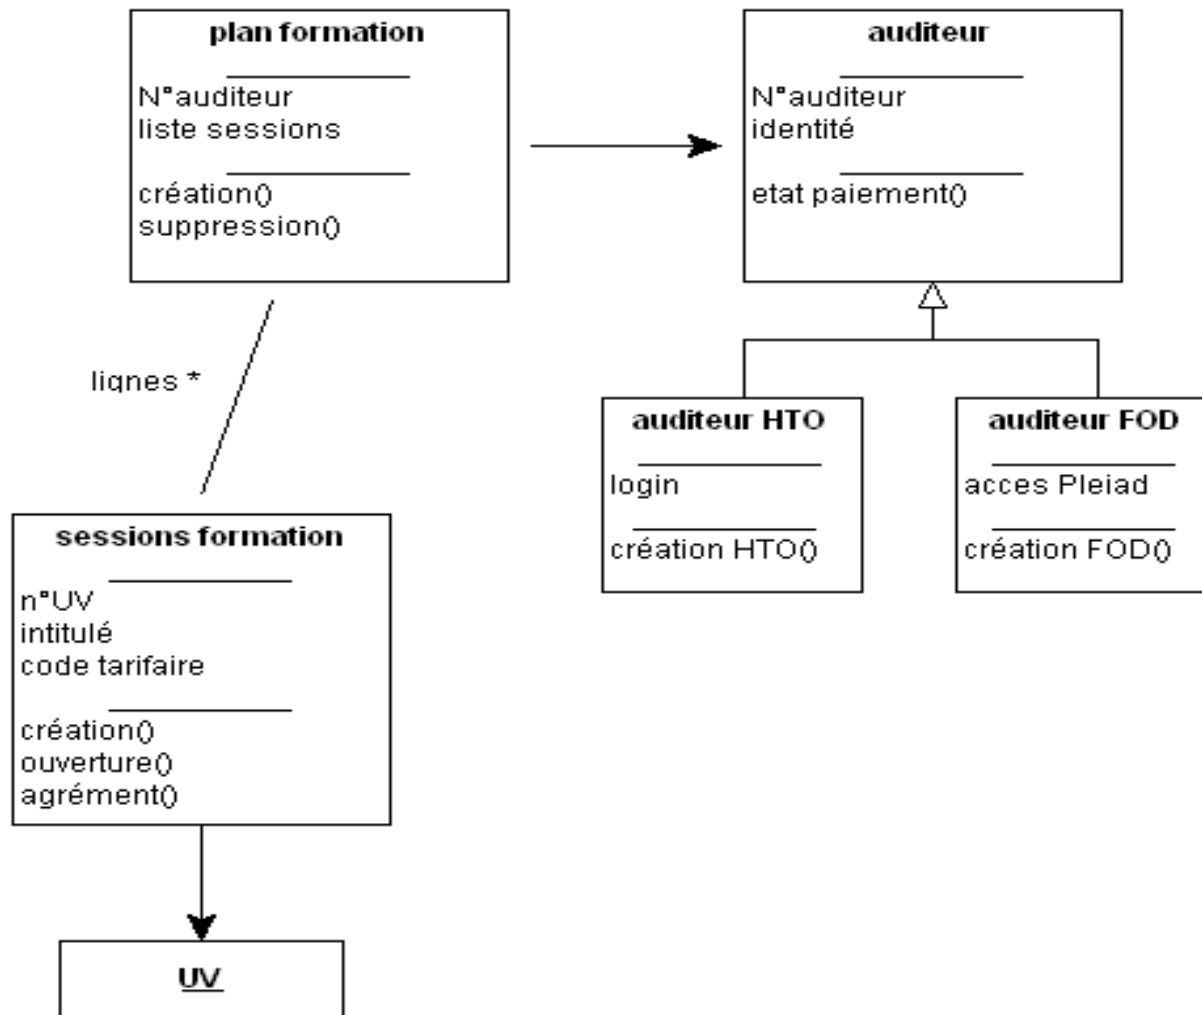 plan formation
N°auditeur
liste sessions
création()
suppression()
auditeur
N°auditeur
identité
etat paiement()
lignes *
auditeur HTO
login
création HTO()
auditeur FOD
acces Pleiad
création FOD()
sessions formation
n°UV
intitulé
code tarifaire
création()
ouverture()
agrément()
UV